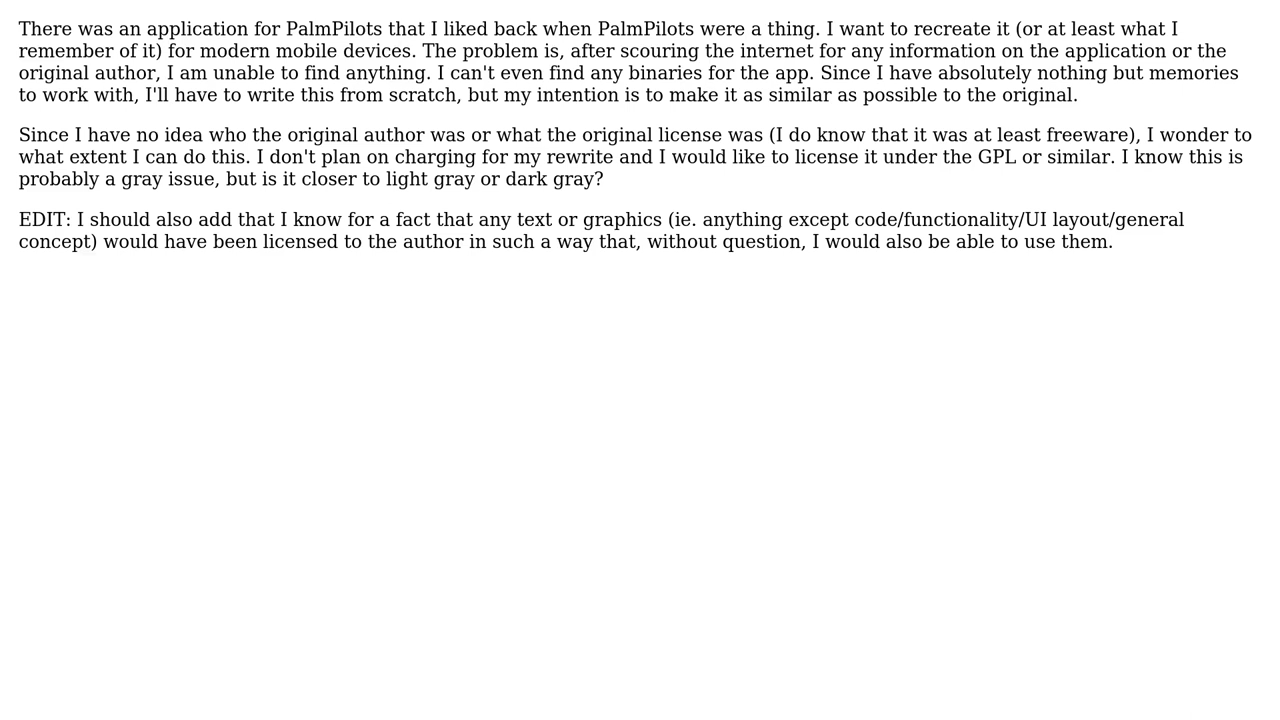 There was an application for PalmPilots that I liked back when PalmPilots were a thing. I want to recreate it (or at least what I
remember of it) for modern mobile devices. The problem is, after scouring the internet for any information on the application or the
original author, I am unable to find anything. I can't even find any binaries for the app. Since I have absolutely nothing but memories
to work with, I'll have to write this from scratch, but my intention is to make it as similar as possible to the original.
Since I have no idea who the original author was or what the original license was (I do know that it was at least freeware), I wonder to
what extent I can do this. I don't plan on charging for my rewrite and I would like to license it under the GPL or similar. I know this is
probably a gray issue, but is it closer to light gray or dark gray?
EDIT: I should also add that I know for a fact that any text or graphics (ie. anything except code/functionality/UI layout/general
concept) would have been licensed to the author in such a way that, without question, I would also be able to use them.